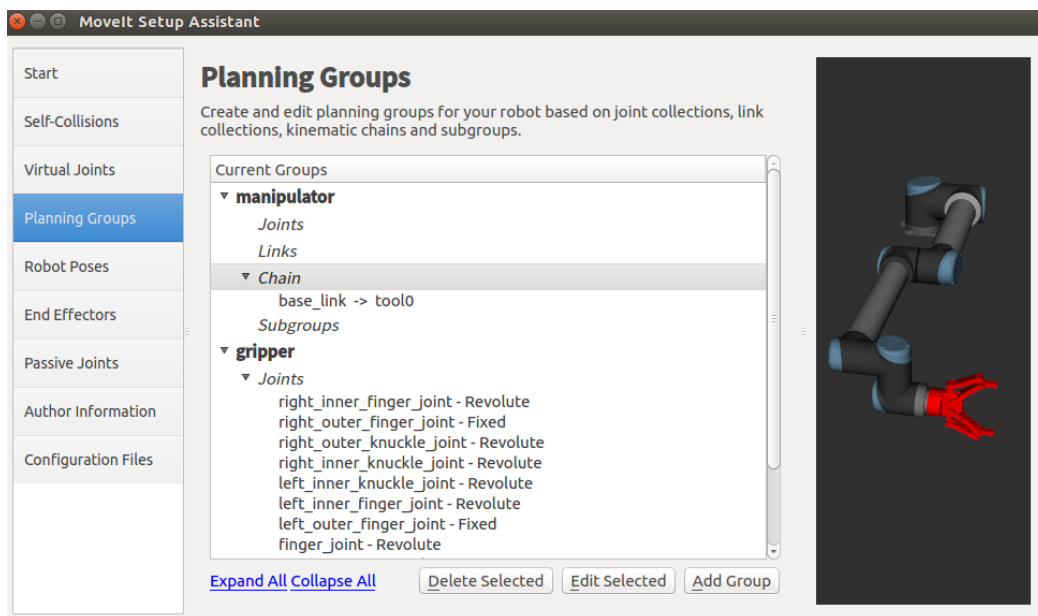 MoveIt Setup Assistant
Start
Self-Collisions
Virtual Joints
Planning Groups
Robot Poses
End Effectors
Passive Joints
Author Information
Configuration Files
Planning Groups
Create and edit planning groups for your robot based on joint collections, link
collections, kinematic chains and subgroups.
Current Groups
manipulator
Joints
Links
Chain
base_link -> tool0
Subgroups
gripper
Joints
right_inner_finger_joint - Revolute
right_outer_finger_joint - Fixed
right_outer_knuckle_joint - Revolute
right_inner_knuckle_joint - Revolute
left_inner_knuckle_joint - Revolute
left_inner_finger_joint - Revolute
left_outer_finger_joint - Fixed
finger_joint - Revolute
Expand All Collapse All Delete Selected Edit Selected Add Group